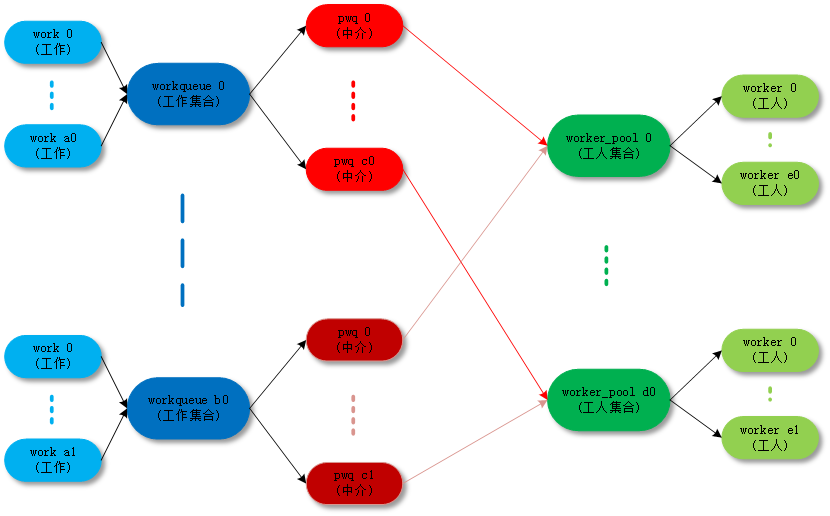 work 0
(工作)
work a0
(工作)
workqueue 0
(工作集合)
pwq 0
(中介)
pwq c0
(中介)
worker_pool 0
(工人集合)
worker 0
(工人)
worker e0
(工人)
work 0
(工作)
work a1
(工作)
workqueue b0
(工作集合)
pwq 0
(中介)
pwq c1
(中介)
worker_pool d0
(工人集合)
worker 0
(工人)
worker e1
(工人)